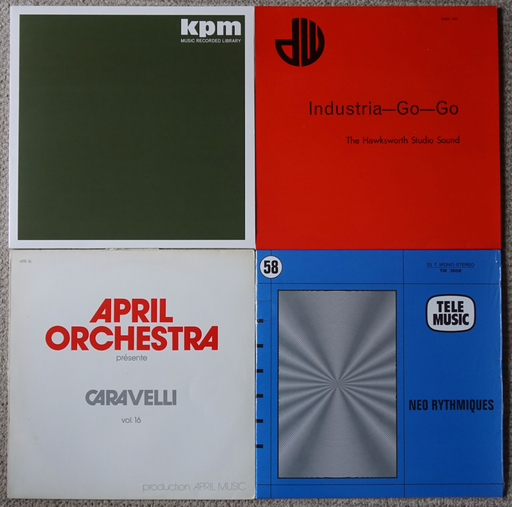 kpm
MUSIC RECORDED LIBRARY
dw
Industria—Go—Go
The Hawksworth Studio Sound
APRIL
ORCHESTRA
présente
CARAVELLI
vol. 16
production APRIL MUSIC
58
TELE
MUSIC
NEO RYTHMIQUES